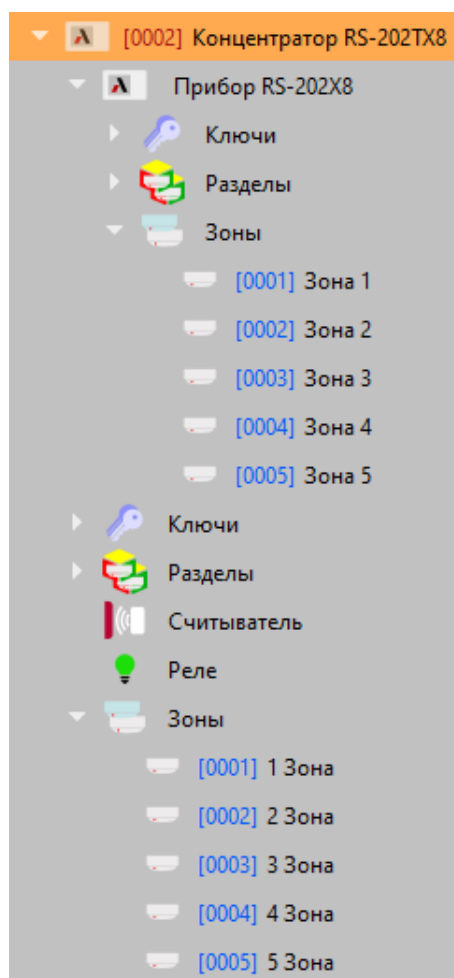 [0002] Концентратор RS-202TX8
Прибор RS-202X8
Ключи
Разделы
Зоны
[0001] Зона 1
[0002] Зона 2
[0003] Зона 3
[0004] Зона 4
[0005] Зона 5
Ключи
Разделы
Считыватель
Реле
Зоны
[0001] 1 Зона
[0002] 2 Зона
[0003] 3 Зона
[0004] 4 Зона
[0005] 5 Зона